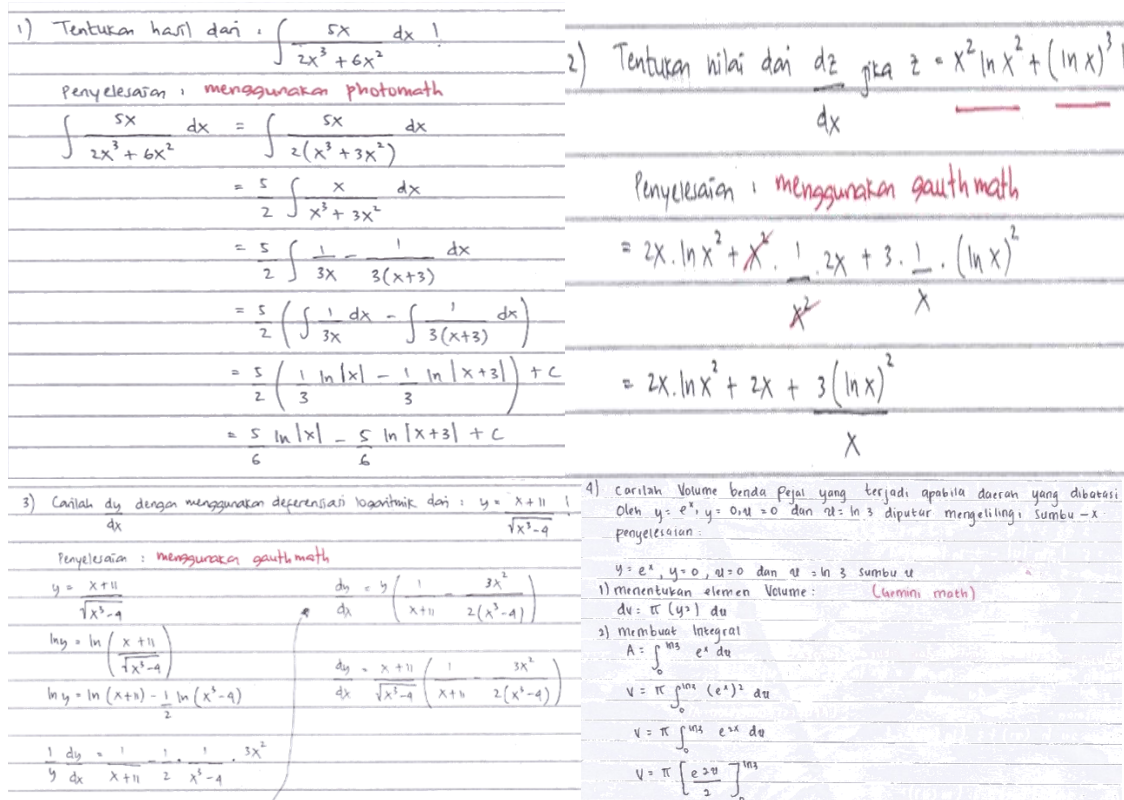 1) Tentukan hasil dari : ∫ 5x / 2x³ + 6x² dx !
Penyelesaian : menggunakan photomath
∫ 5x / 2x³ + 6x² dx = ∫ 5x / 2(x³ + 3x²) dx
= 5/2 ∫ x / x³ + 3x² dx
= 5/2 ∫ 1/3x - 1/3(x+3) dx
= 5/2 (∫ 1/3x dx - ∫ 1/3(x+3) dx)
= 5/2 (1/3 ln|x| - 1/3 ln|x+3|) + C
= 5/6 ln|x| - 5/6 ln|x+3| + C
2) Tentukan nilai dari dz/dx jika z = x² ln x² + (ln x)³
Penyelesaian : menggunakan gauthmath
= 2x. ln x² + x² . 1/x² . 2x + 3 . 1/x . (ln x)²
= 2x. ln x² + 2x + 3(ln x)²/x
3) Carilah dy/dx dengan menggunakan deferensiasi logaritmik dari : y = x+11 / √x³-4 !
Penyelesaian : menggunakan gauthmath
y = x+11 / √x³-4
ln y = ln (x+11 / √x³-4)
ln y = ln (x+11) - 1/2 ln (x³-4)
1/y dy/dx = 1/x+11 - 1/2 . 1/x³-4 . 3x²
dy/dx = y (1/x+11 - 3x²/2(x³-4))
dy/dx = x+11/√x³-4 (1/x+11 - 3x²/2(x³-4))
4) Carilah Volume benda pejal yang terjadi apabila daerah yang dibatasi
oleh y = eˣ, y = 0, x = 0 dan x = ln 3 diputar mengelilingi sumbu -x
penyelesaian :
y = eˣ, y = 0, x = 0 dan x = ln 3 sumbu x
1) menentukan elemen Volume : (Gemini math)
dv = π (y²) dx
2) membuat Integral
A = ∫₀^ln3 eˣ dx
V = π ∫₀^ln3 (eˣ)² dx
V = π ∫₀^ln3 e²ˣ dx
V = π [e²ˣ/2]₀^ln3